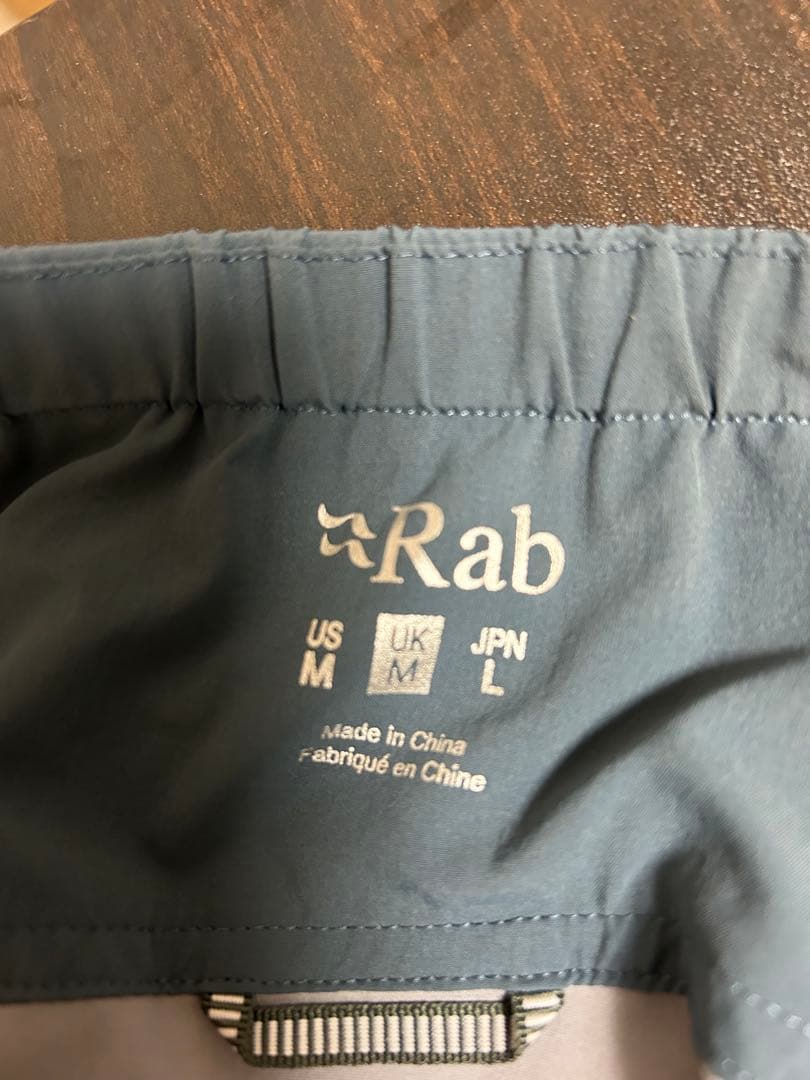 Rab
US UK JPN
M M L
Made in China
Fabriqué en Chine